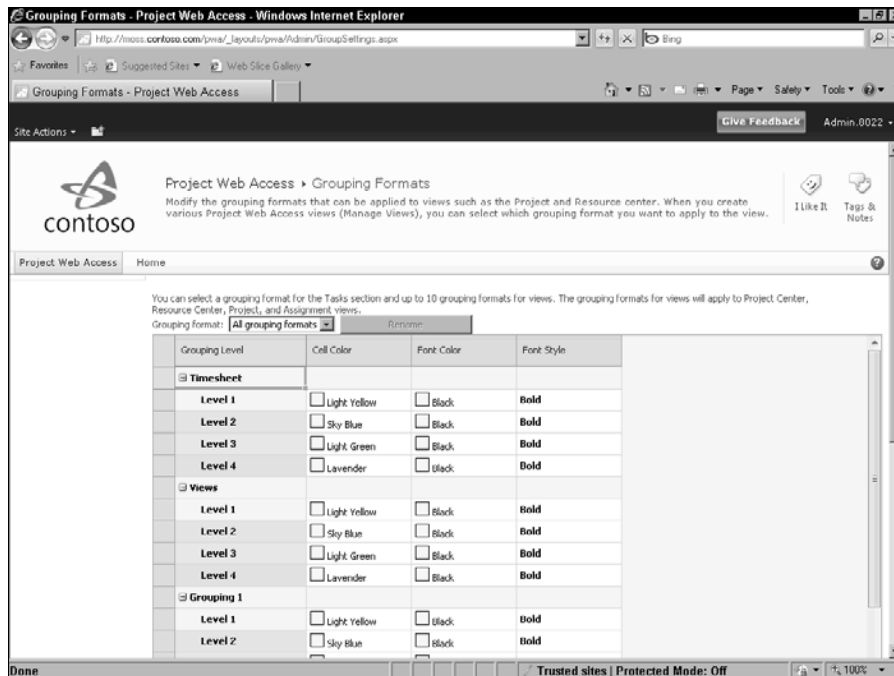 Grouping Formats - Project Web Access - Windows Internet Explorer
http://moss.contoso.com/pwa/_layouts/pwa/Admin/GroupSettings.aspx
Bing
Favorites Suggested Sites Web Slice Gallery
Grouping Formats - Project Web Access Page Safety Tools
Site Actions Give Feedback Admin.8022
Project Web Access Grouping Formats
Modify the grouping formats that can be applied to views such as the Project and Resource center. When you create
various Project Web Access views (Manage Views), you can select which grouping format you want to apply to the view.
I Like It Tags &
Notes
contoso
Project Web Access Home
You can select a grouping format for the Tasks section and up to 10 grouping formats for views. The grouping formats for views will apply to Project Center,
Resource Center, Project, and Assignment views.
Grouping format: All grouping formats Rename
Grouping Level Cell Color Font Color Font Style
Timesheet
Level 1 Light Yellow Black Bold
Level 2 Sky Blue Black Bold
Level 3 Light Green Black Bold
Level 4 Lavender Black Bold
Views
Level 1 Light Yellow Black Bold
Level 2 Sky Blue Black Bold
Level 3 Light Green Black Bold
Level 4 Lavender Black Bold
Grouping 1
Level 1 Light Yellow Black Bold
Level 2 Sky Blue Black Bold
Done Trusted sites | Protected Mode: Off 100%